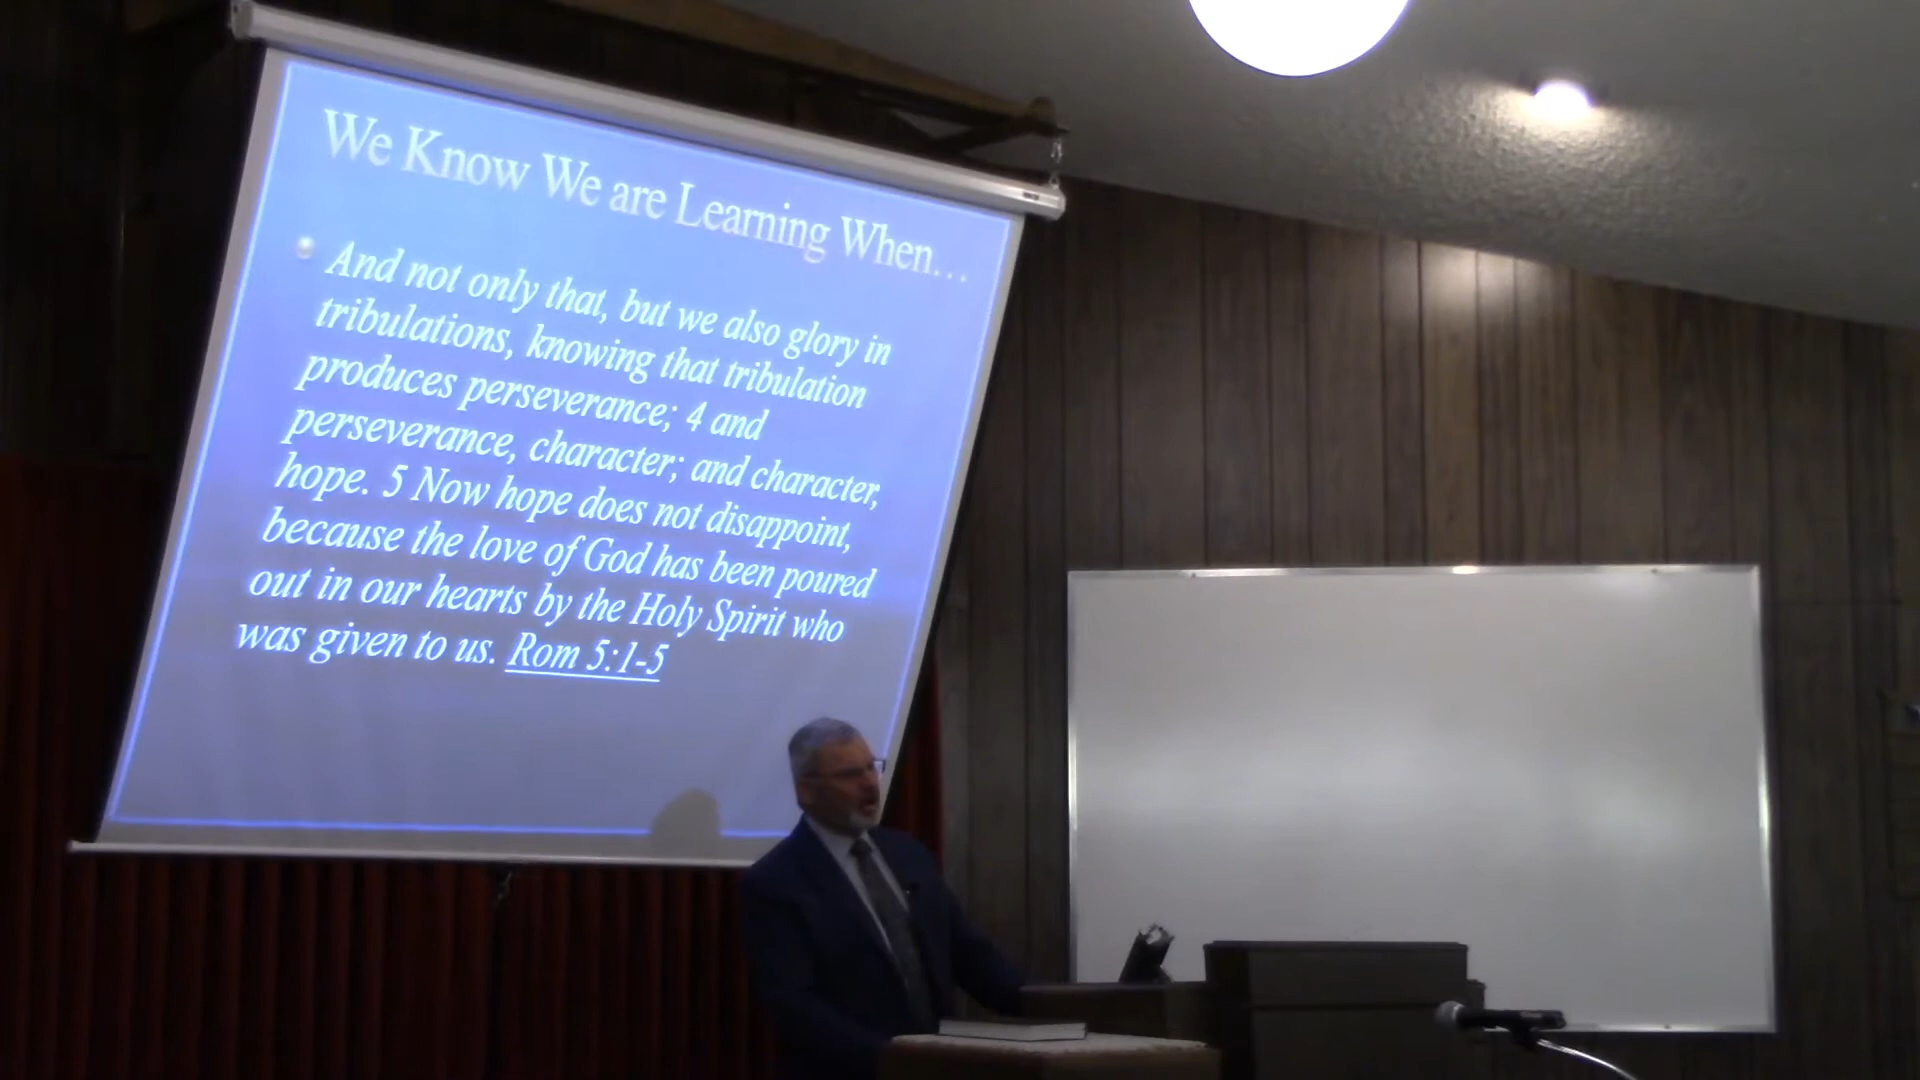 We Know We are Learning When...
And not only that, but we also glory in
tribulations, knowing that tribulation
produces perseverance; 4 and
perseverance, character; and character,
hope. 5 Now hope does not disappoint,
because the love of God has been poured
out in our hearts by the Holy Spirit who
was given to us. Rom 5:1-5